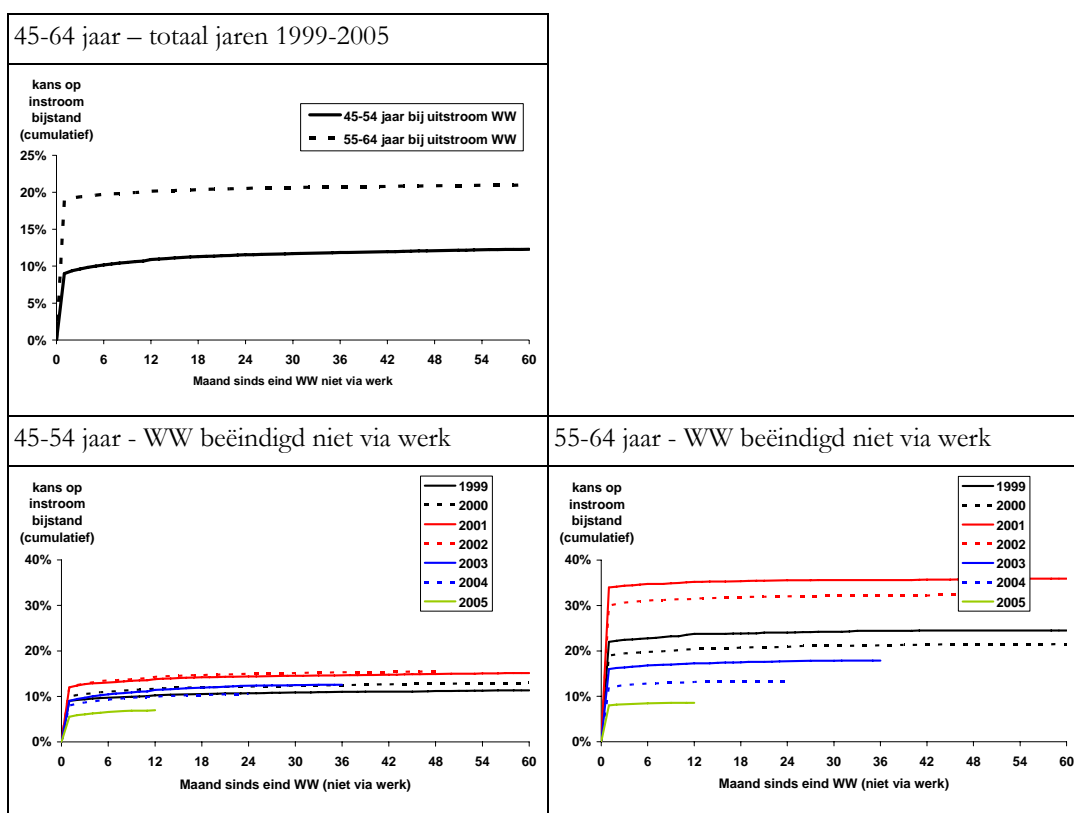 45-64 jaar – totaal jaren 1999-2005
kans op
instroom
bijstand
(cumulatief)
45-54 jaar bij uitstroom WW
55-64 jaar bij uitstroom WW
25%
20%
15%
10%
5%
0%
0 6 12 18 24 30 36 42 48 54 60
Maand sinds eind WW niet via werk
45-54 jaar - WW beëindigd niet via werk
kans op
instroom
bijstand
(cumulatief)
1999
2000
2001
2002
2003
2004
2005
40%
30%
20%
10%
0%
0 6 12 18 24 30 36 42 48 54 60
Maand sinds eind WW (niet via werk)
55-64 jaar - WW beëindigd niet via werk
kans op
instroom
bijstand
(cumulatief)
1999
2000
2001
2002
2003
2004
2005
40%
30%
20%
10%
0%
0 6 12 18 24 30 36 42 48 54 60
Maand sinds eind WW (niet via werk)